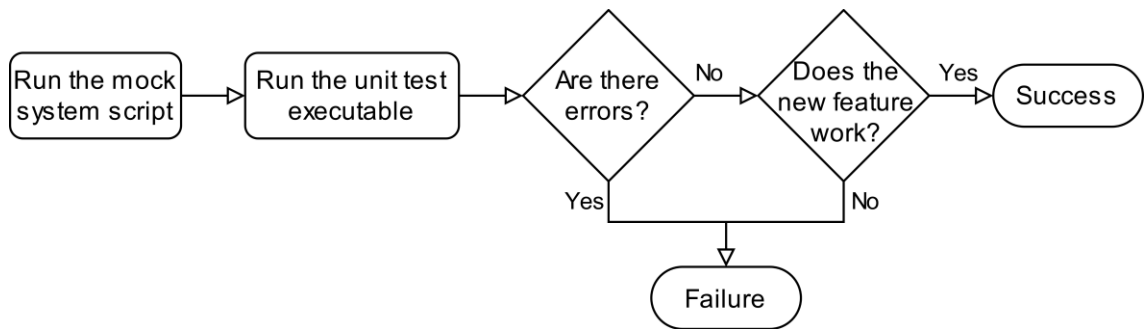 Run the mock
system script
Run the unit test
executable
Are there
errors?
No
Does the
new feature
work?
Yes
Success
Yes
No
Failure